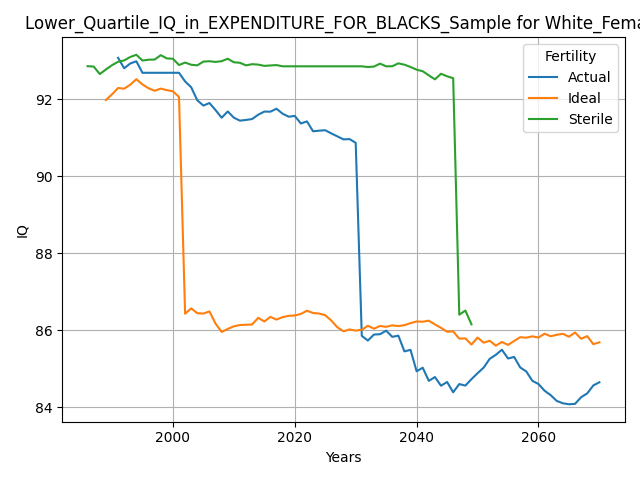 Lower_Quartile_IQ_in_EXPENDITURE_FOR_BLACKS_Sample for White_Fema
Fertility
Actual
Ideal
Sterile
IQ
92
90
88
86
84
2000
2020
2040
2060
Years